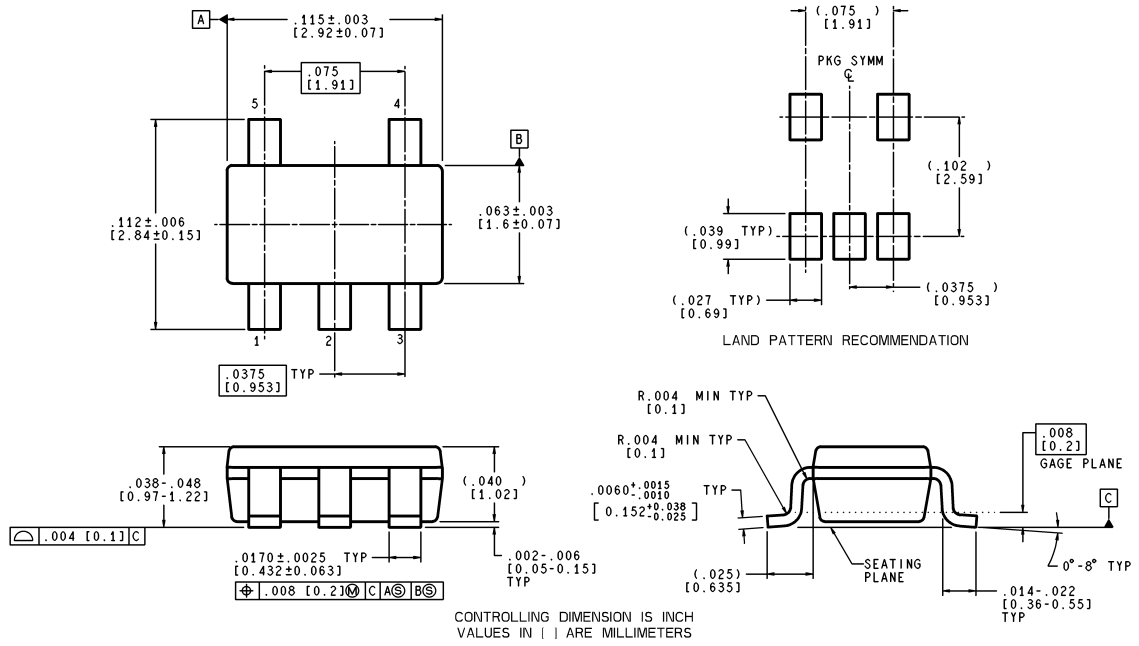 A
.115±.003
[2.92±0.07]
.075
[1.91]
5
4
B
.112±.006
[2.84±0.15]
.063±.003
[1.6±0.07]
1
2
3
.0375 TYP
[0.953]
(.075 )
[1.91]
PKG SYMM
℄
(.102 )
[2.59]
(.039 TYP)
[0.99]
(.027 TYP)
[0.69]
(.0375 )
[0.953]
LAND PATTERN RECOMMENDATION
.038-.048
[0.97-1.22]
(.040 )
[1.02]
⌓ .004 [0.1] C
.0170±.0025 TYP
[0.432±0.063]
⌖ .008 [0.2]Ⓜ C AⓈ BⓈ
.002-.006
[0.05-0.15]
TYP
R.004 MIN TYP
[0.1]
R.004 MIN TYP
[0.1]
.0060+.0015 -.0010 TYP
[0.152+0.038 -0.025]
.008
[0.2]
GAGE PLANE
C
SEATING
PLANE
0°-8° TYP
(.025)
[0.635]
.014-.022
[0.36-0.55]
TYP
CONTROLLING DIMENSION IS INCH
VALUES IN [ ] ARE MILLIMETERS